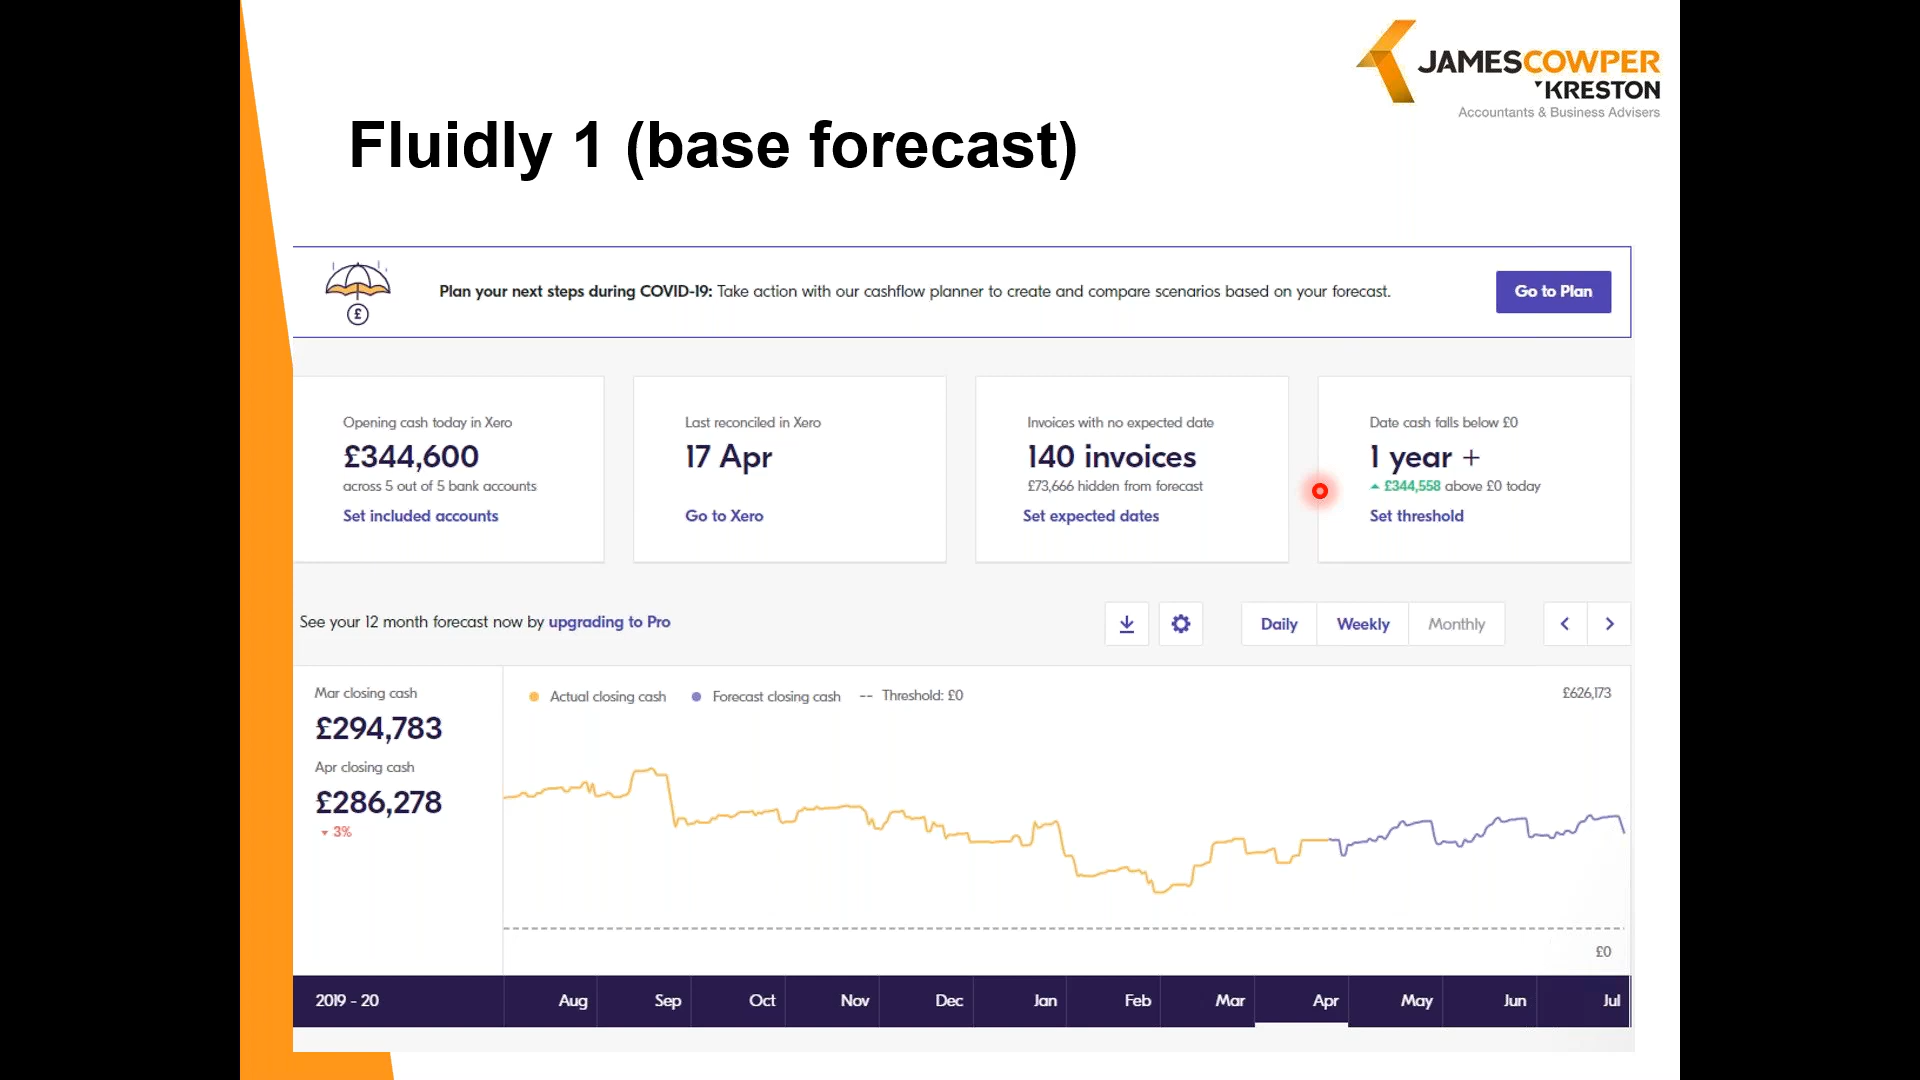 JAMESCOWPER
KRESTON
Accountants & Business Advisers
Fluidly 1 (base forecast)
£
Plan your next steps during COVID-19: Take action with our cashflow planner to create and compare scenarios based on your forecast.
Go to Plan
Opening cash today in Xero
£344,600
across 5 out of 5 bank accounts
Set included accounts
Last reconciled in Xero
17 Apr
Go to Xero
Invoices with no expected date
140 invoices
£73,666 hidden from forecast
Set expected dates
Date cash falls below £0
1 year +
£344,558 above £0 today
Set threshold
See your 12 month forecast now by upgrading to Pro
Daily
Weekly
Monthly
Mar closing cash
£294,783
Apr closing cash
£286,278
3%
Actual closing cash
Forecast closing cash
-- Threshold: £0
£626,173
£0
2019 - 20 Aug Sep Oct Nov Dec Jan Feb Mar Apr May Jun Jul